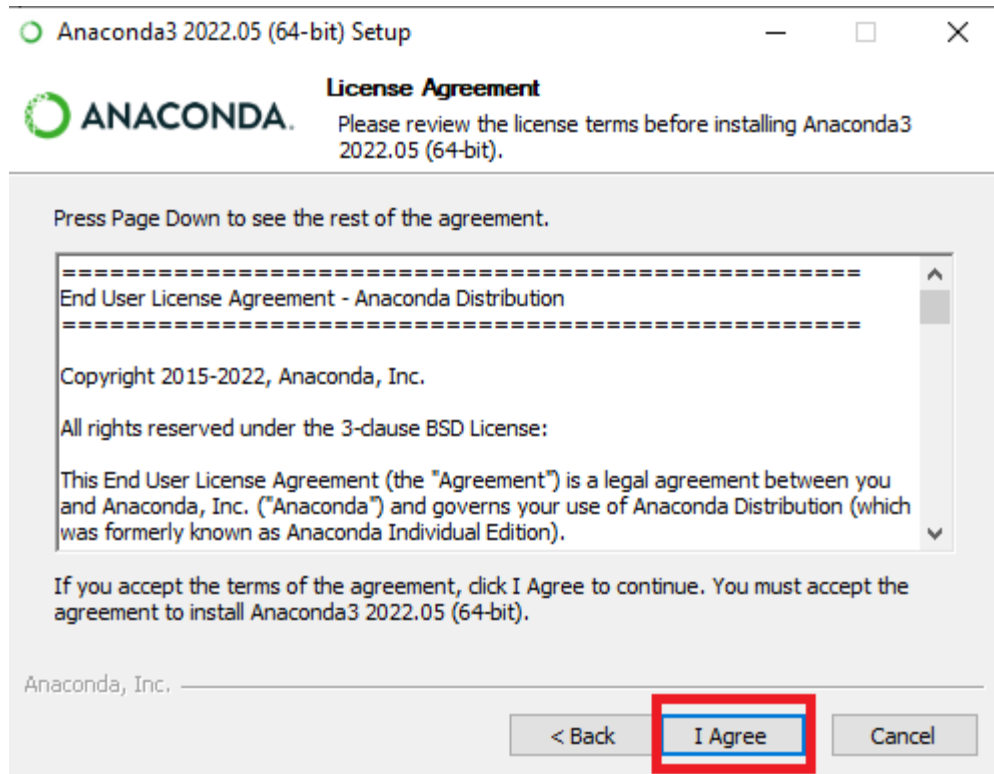 Anaconda3 2022.05 (64-bit) Setup
ANACONDA.
License Agreement
Please review the license terms before installing Anaconda3
2022.05 (64-bit).
Press Page Down to see the rest of the agreement.
===================================================
End User License Agreement - Anaconda Distribution
===================================================
Copyright 2015-2022, Anaconda, Inc.
All rights reserved under the 3-clause BSD License:
This End User License Agreement (the "Agreement") is a legal agreement between you
and Anaconda, Inc. ("Anaconda") and governs your use of Anaconda Distribution (which
was formerly known as Anaconda Individual Edition).
If you accept the terms of the agreement, click I Agree to continue. You must accept the
agreement to install Anaconda3 2022.05 (64-bit).
Anaconda, Inc.
< Back
I Agree
Cancel